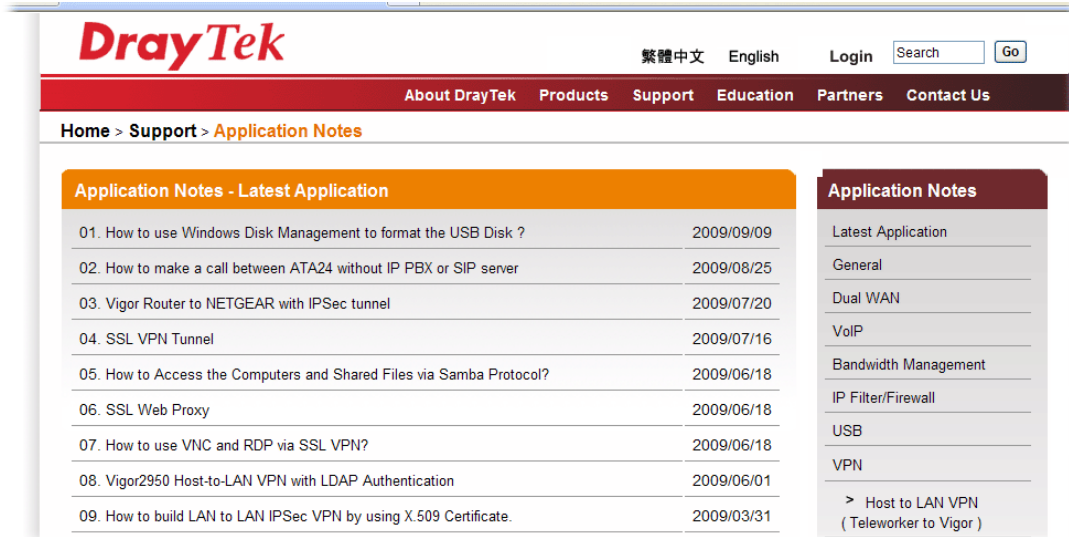 DrayTek
繁體中文 English Login Search Go
About DrayTek Products Support Education Partners Contact Us
Home > Support > Application Notes
Application Notes - Latest Application
01. How to use Windows Disk Management to format the USB Disk ? 2009/09/09
02. How to make a call between ATA24 without IP PBX or SIP server 2009/08/25
03. Vigor Router to NETGEAR with IPSec tunnel 2009/07/20
04. SSL VPN Tunnel 2009/07/16
05. How to Access the Computers and Shared Files via Samba Protocol? 2009/06/18
06. SSL Web Proxy 2009/06/18
07. How to use VNC and RDP via SSL VPN? 2009/06/18
08. Vigor2950 Host-to-LAN VPN with LDAP Authentication 2009/06/01
09. How to build LAN to LAN IPSec VPN by using X.509 Certificate. 2009/03/31
Application Notes
Latest Application
General
Dual WAN
VoIP
Bandwidth Management
IP Filter/Firewall
USB
VPN
> Host to LAN VPN
( Teleworker to Vigor )